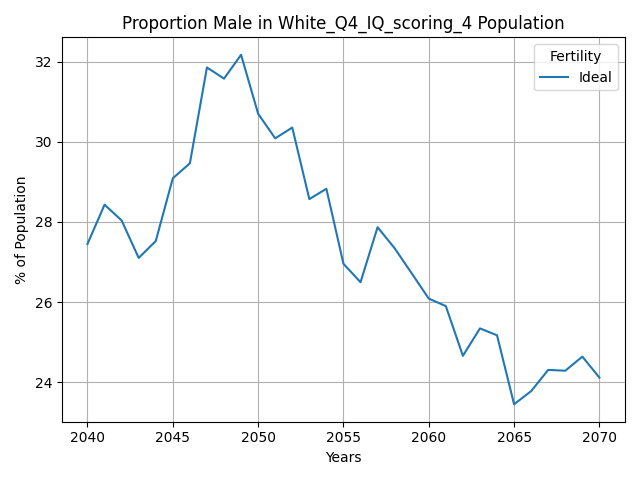 Proportion Male in White_Q4_IQ_scoring_4 Population
Fertility
Ideal
% of Population
32
30
28
26
24
2040 2045 2050 2055 2060 2065 2070
Years